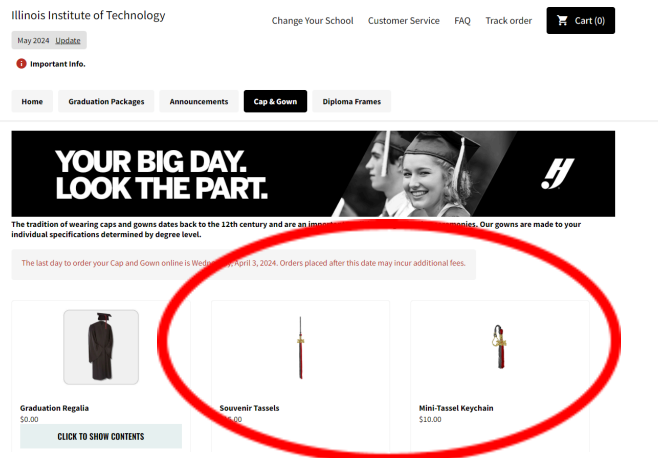 Illinois Institute of Technology
Change Your School Customer Service FAQ Track order Cart (0)
May 2024 Update
Important Info.
Home Graduation Packages Announcements Cap & Gown Diploma Frames
YOUR BIG DAY.
LOOK THE PART.
The tradition of wearing caps and gowns dates back to the 12th century and are an Our gowns are made to your
individual specifications determined by degree level.
The last day to order your Cap and Gown online is April 3, 2024. Orders placed after this date may incur additional fees.
Graduation Regalia
$0.00
CLICK TO SHOW CONTENTS
Souvenir Tassels
Mini-Tassel Keychain
$10.00